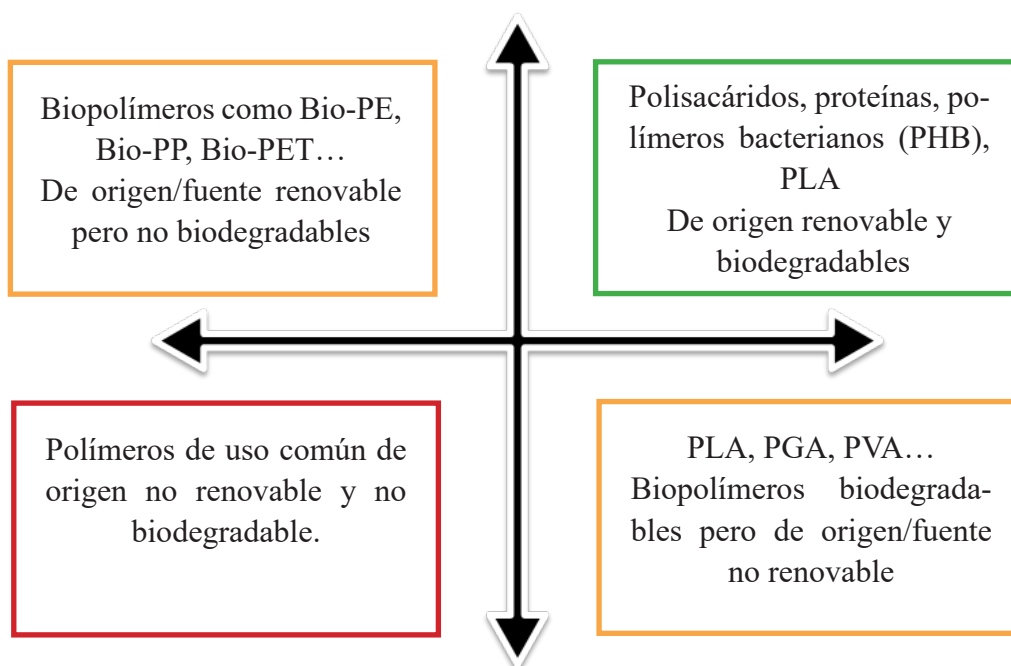 Biopolímeros como Bio-PE,
Bio-PP, Bio-PET…
De origen/fuente renovable
pero no biodegradables
Polisacáridos, proteínas, po-
límeros bacterianos (PHB),
PLA
De origen renovable y
biodegradables
Polímeros de uso común de
origen no renovable y no
biodegradable.
PLA, PGA, PVA…
Biopolímeros biodegrada-
bles pero de origen/fuente
no renovable